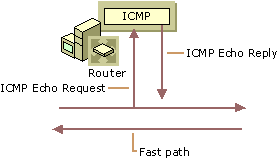 ICMP
ICMP Echo Reply
Router
ICMP Echo Request
Fast path